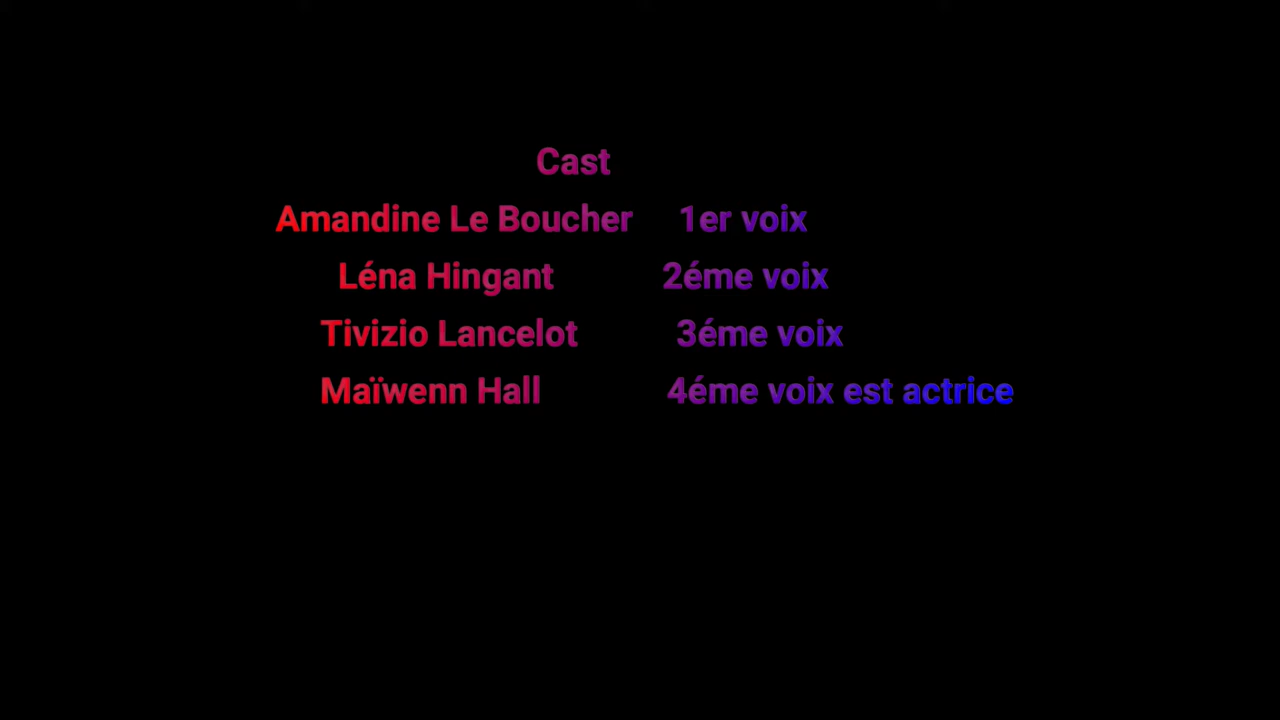 Cast
Amandine Le Boucher 1er voix
Léna Hingant 2éme voix
Tivizio Lancelot 3éme voix
Maïwenn Hall 4éme voix est actrice